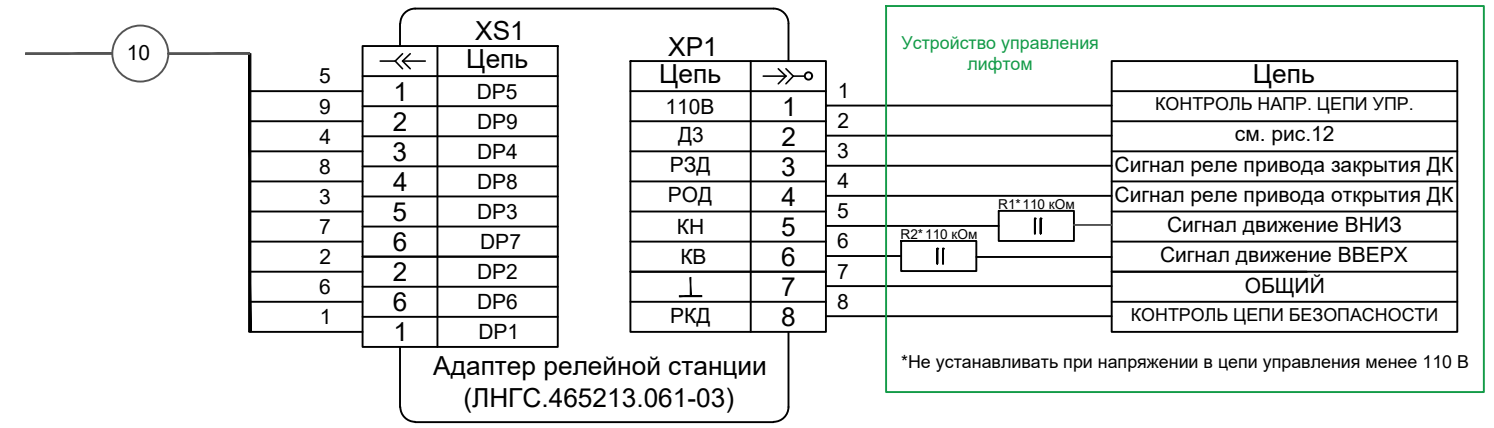 10
XS1
Цепь
5 1 DP5
9 2 DP9
4 3 DP4
8 4 DP8
3 5 DP3
7 6 DP7
2 2 DP2
6 6 DP6
1 1 DP1
XP1
Цепь
110В 1 1
ДЗ 2 2
РЗД 3 3
РОД 4 4
КН 5 5
КВ 6 6
⊥ 7 7
РКД 8 8
Адаптер релейной станции
(ЛНГС.465213.061-03)
Устройство управления
лифтом
Цепь
КОНТРОЛЬ НАПР. ЦЕПИ УПР.
см. рис.12
Сигнал реле привода закрытия ДК
Сигнал реле привода открытия ДК
R1* 110 кОм
Сигнал движение ВНИЗ
R2* 110 кОм
Сигнал движение ВВЕРХ
ОБЩИЙ
КОНТРОЛЬ ЦЕПИ БЕЗОПАСНОСТИ
*Не устанавливать при напряжении в цепи управления менее 110 В